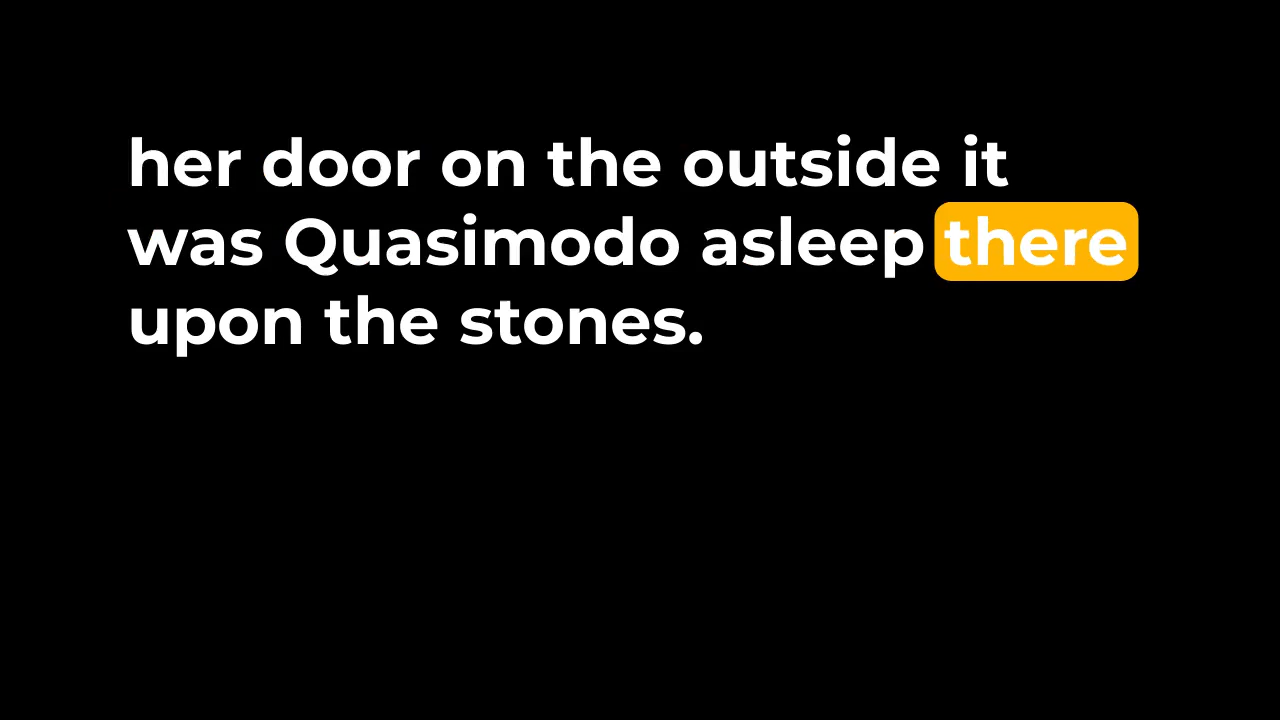 her door on the outside it
was Quasimodo asleep there
upon the stones.